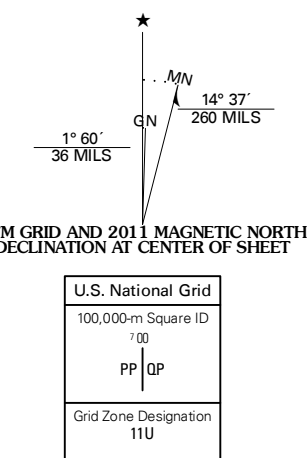 ★
MN
GN
14° 37´
260 MILS
1° 60´
36 MILS
M GRID AND 2011 MAGNETIC NORTH
DECLINATION AT CENTER OF SHEET
U.S. National Grid
100,000-m Square ID
PP QP
Grid Zone Designation
11U